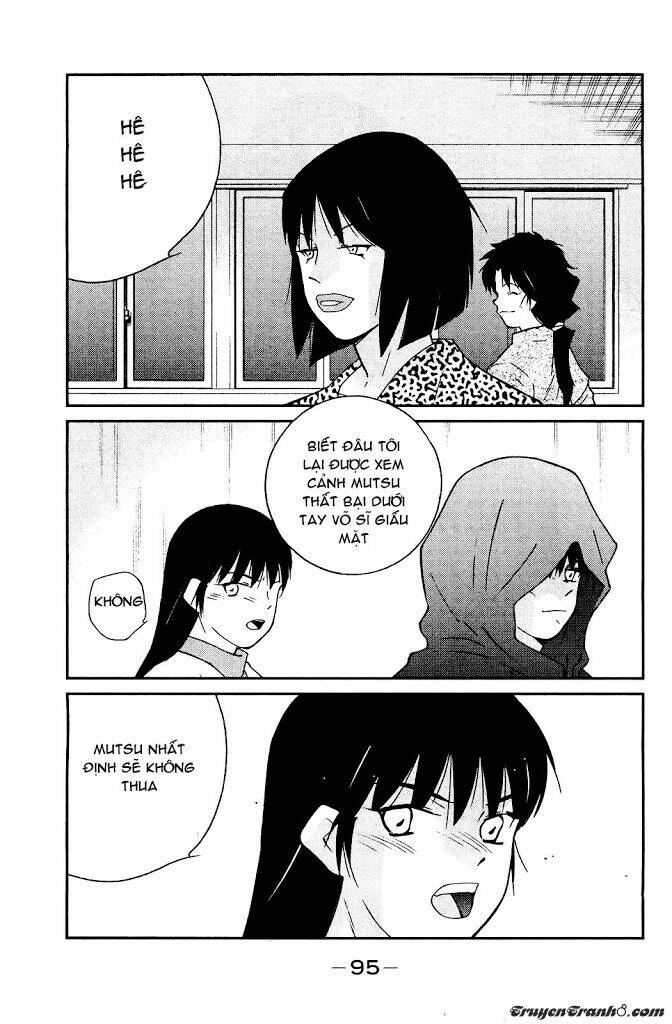 HÊ
HÊ
HÊ
BIẾT ĐÂU TÔI
LẠI ĐƯỢC XEM
CẢNH MUTSU
THẤT BẠI DƯỚI
TAY VÕ SĨ GIẤU
MẶT
KHÔNG
MUTSU NHẤT
ĐỊNH SẼ KHÔNG
THUA
-95-
TruyenTranh8.com